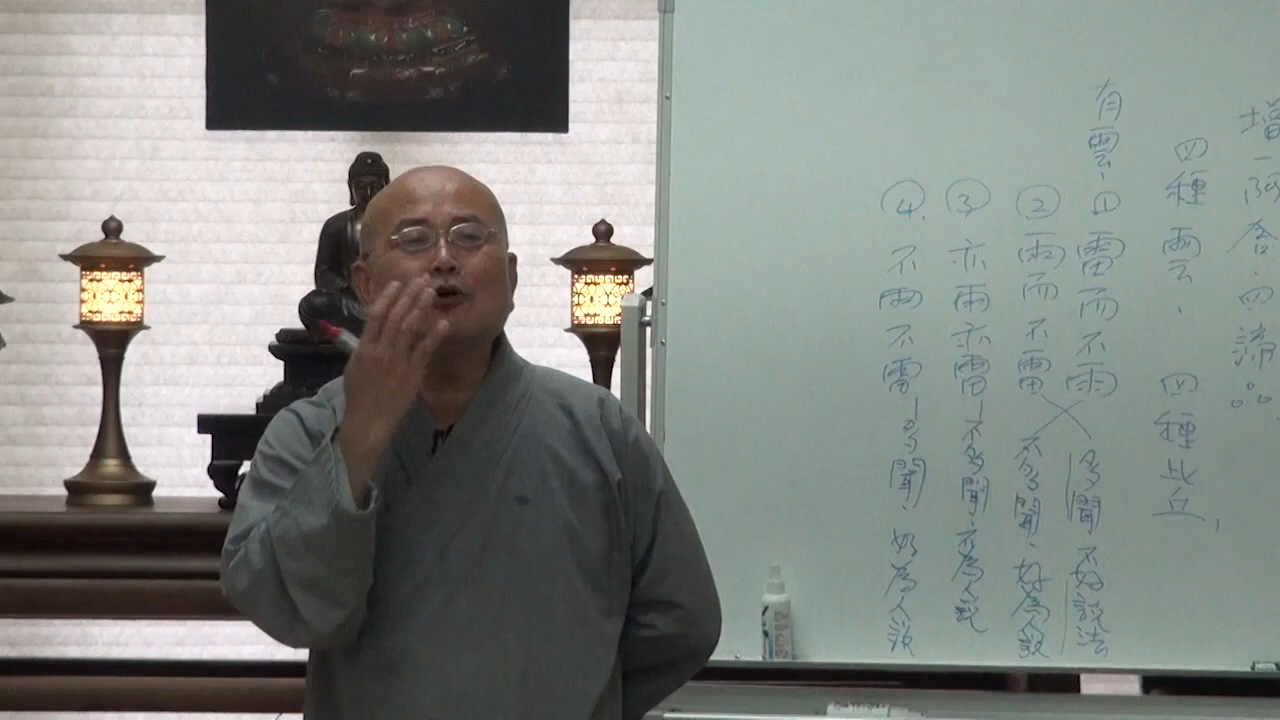 增一阿含．四諦品
四種雲、四種比丘,
有雲、① 雷而不雨 多聞不好說法
② 雨而不雷 不多聞．好為人說
③ 亦雨亦雷－不多聞．亦為人說
④ 不雨不雷－多聞．好為人說